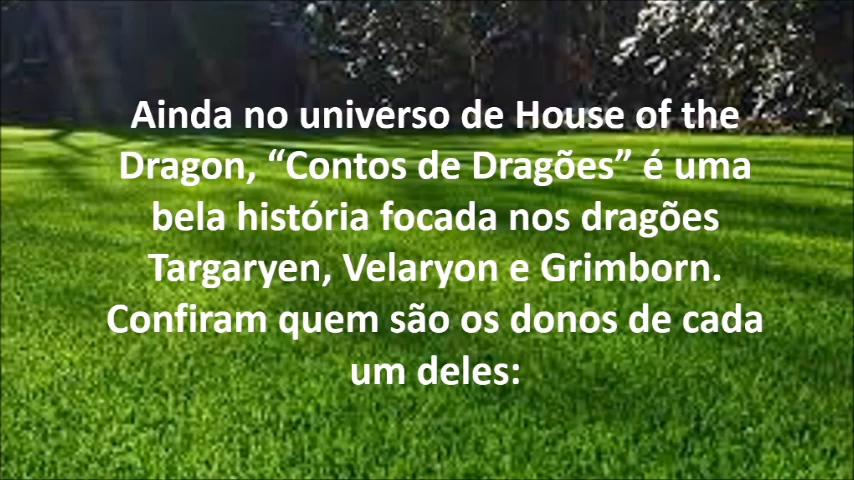 Ainda no universo de House of the
Dragon, “Contos de Dragões” é uma
bela história focada nos dragões
Targaryen, Velaryon e Grimborn.
Confiram quem são os donos de cada
um deles: